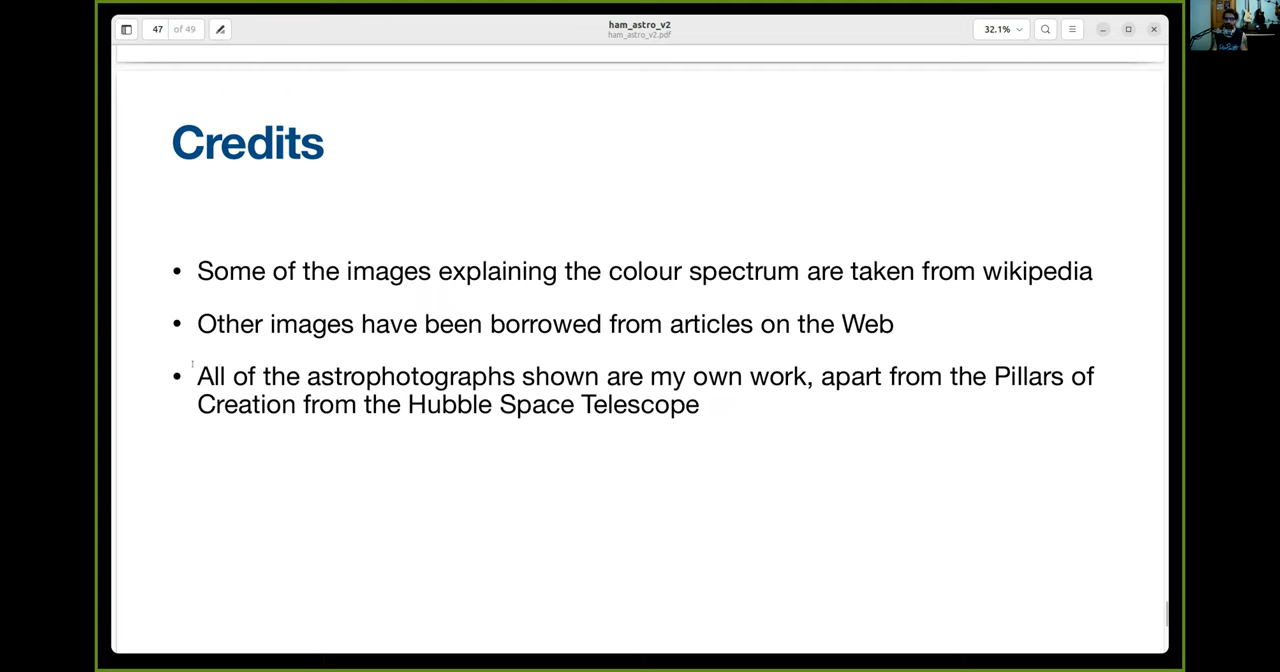 47 of 49
ham_astro_v2
ham_astro_v2.pdf
32.1%
Credits
• Some of the images explaining the colour spectrum are taken from wikipedia
• Other images have been borrowed from articles on the Web
• All of the astrophotographs shown are my own work, apart from the Pillars of
Creation from the Hubble Space Telescope